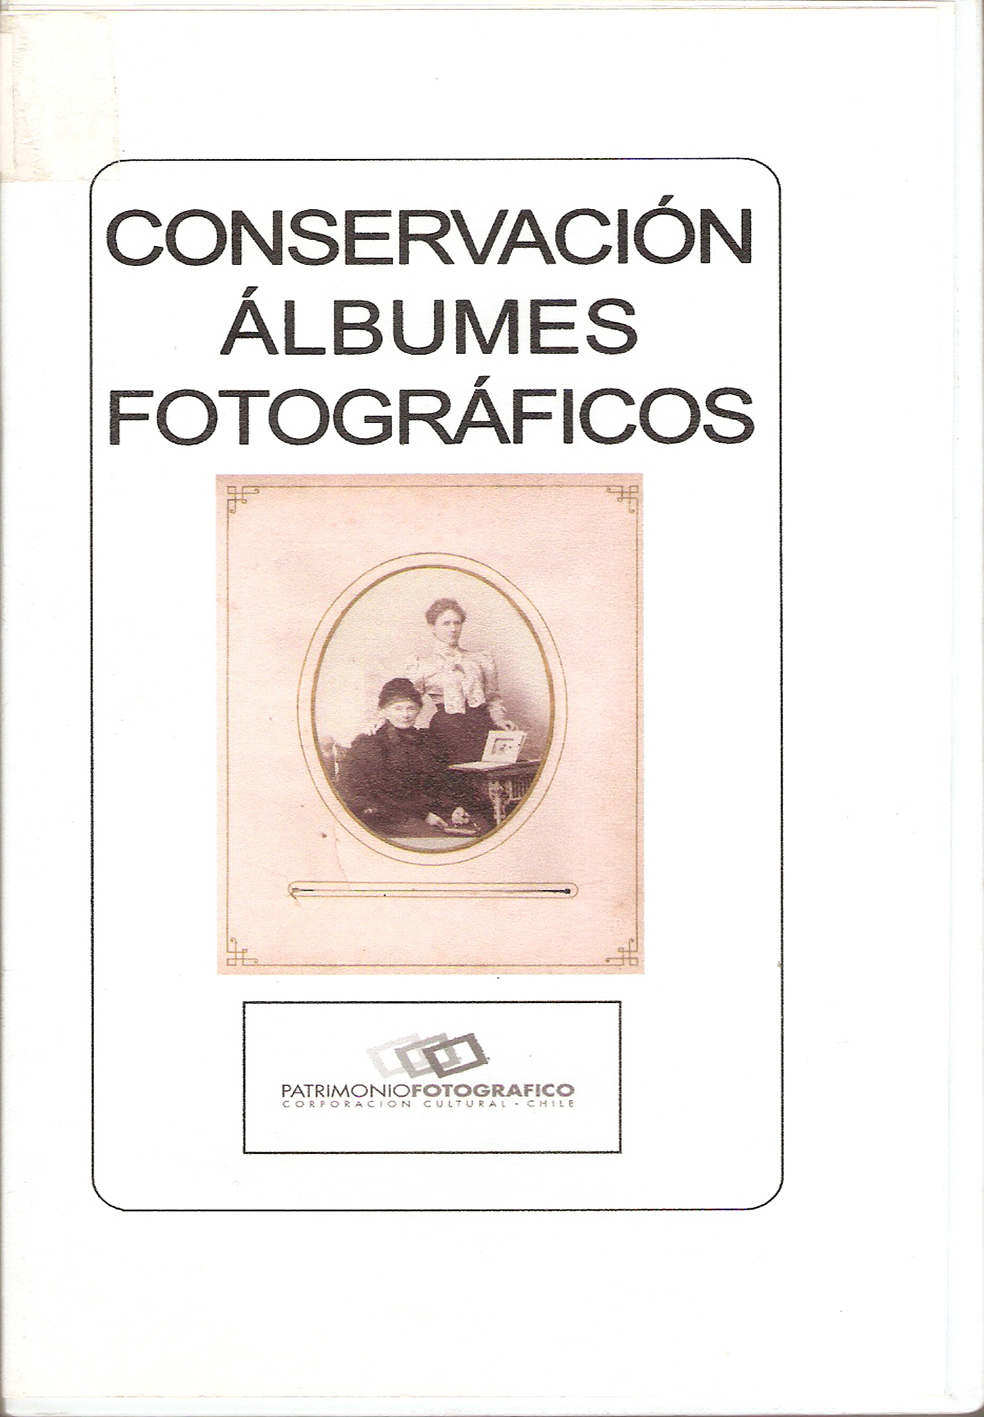 CONSERVACIÓN
ÁLBUMES
FOTOGRÁFICOS
PATRIMONIOFOTOGRAFICO
CORPORACION CULTURAL · CHILE